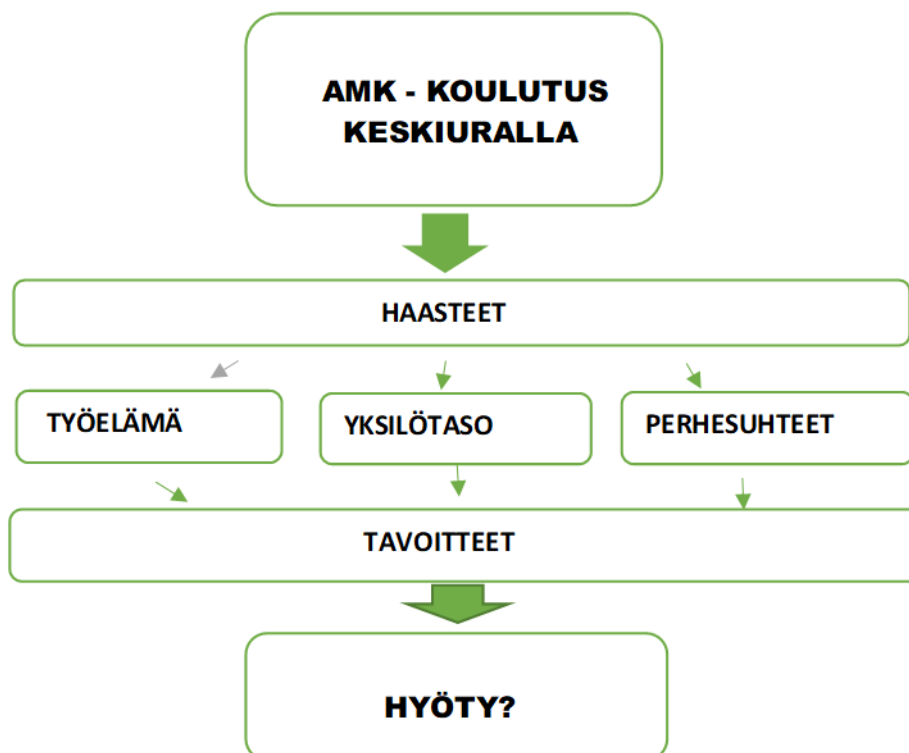 AMK - KOULUTUS
KESKIURALLA
HAASTEET
TYÖELÄMÄ
YKSILÖTASO
PERHESUHTEET
TAVOITTEET
HYÖTY?